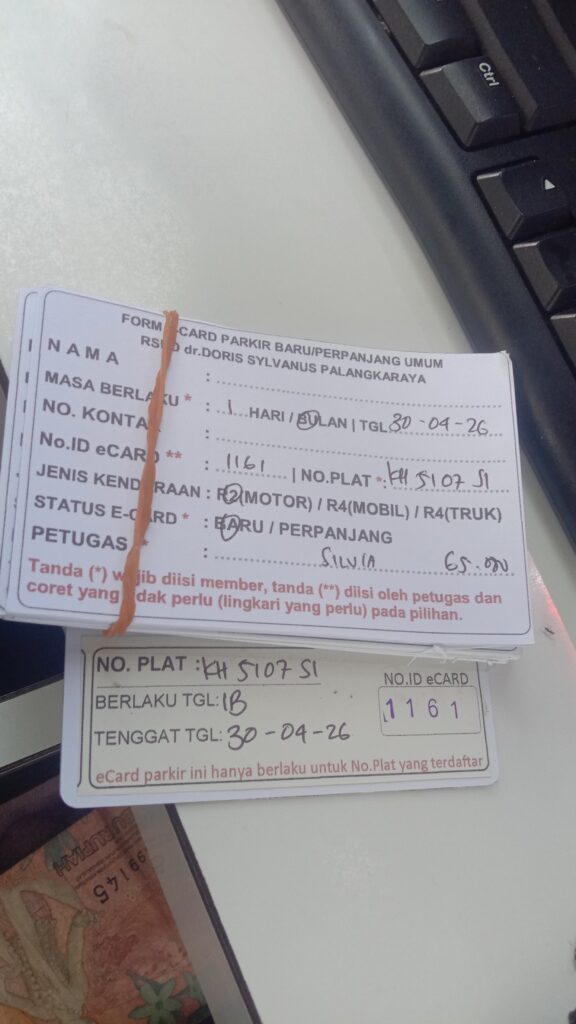 Ctrl
FORM E-CARD PARKIR BARU/PERPANJANG UMUM
RSUD dr.DORIS SYLVANUS PALANGKARAYA
NAMA :
MASA BERLAKU * : 1 HARI / BULAN | TGL 30-04-26
NO. KONTAK :
No.ID eCARD ** : 1161 | NO.PLAT *: KH 5107 SI
JENIS KENDARAAN : R2(MOTOR) / R4(MOBIL) / R4(TRUK)
STATUS E-CARD * : BARU / PERPANJANG
PETUGAS * : SILVIA 65.000
Tanda (*) wajib diisi member, tanda (**) diisi oleh petugas dan
coret yang tidak perlu (lingkari yang perlu) pada pilihan.
NO. PLAT : KH 5107 SI
NO.ID eCARD
BERLAKU TGL: 1B
1161
TENGGAT TGL: 30-04-26
eCard parkir ini hanya berlaku untuk No.Plat yang terdaftar
RUPIAH
99145